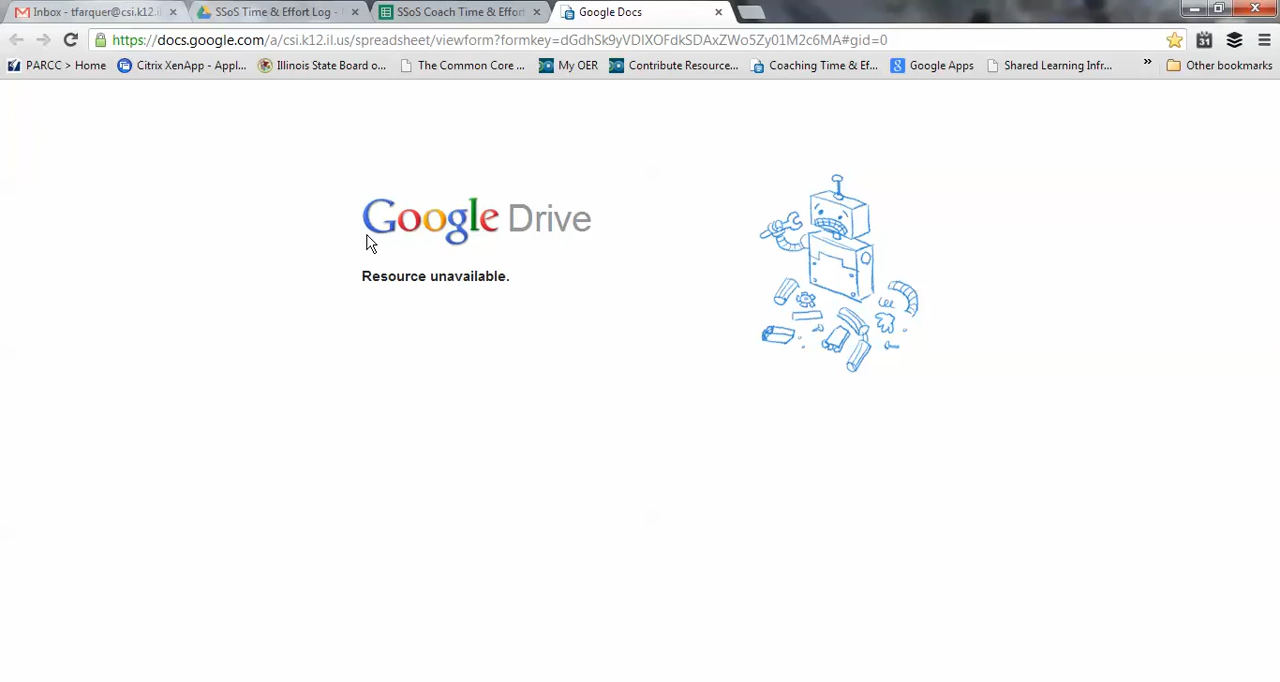 Inbox - tfarquer@csi.k12.il
SSoS Time & Effort Log -
SSoS Coach Time & Effort
Google Docs
https://docs.google.com/a/csi.k12.il.us/spreadsheet/viewform?formkey=dGdhSk9yVDlXOFdkSDAxZWo5Zy01M2c6MA#gid=0
31
PARCC > Home
Citrix XenApp - Appl...
Illinois State Board o...
The Common Core ...
My OER
Contribute Resource...
Coaching Time & Ef...
Google Apps
Shared Learning Infr...
»
Other bookmarks
Google Drive
Resource unavailable.